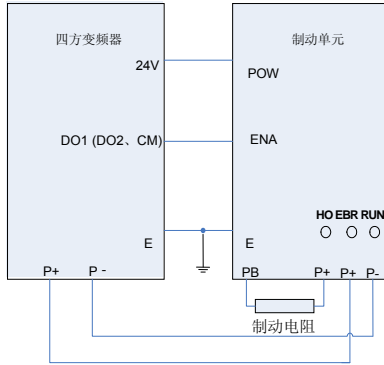 四方变频器
制动单元
24V
POW
DO1 (DO2、CM)
ENA
HO EBR RUN
E
E
P+
P -
PB
P+
P+
P-
制动电阻